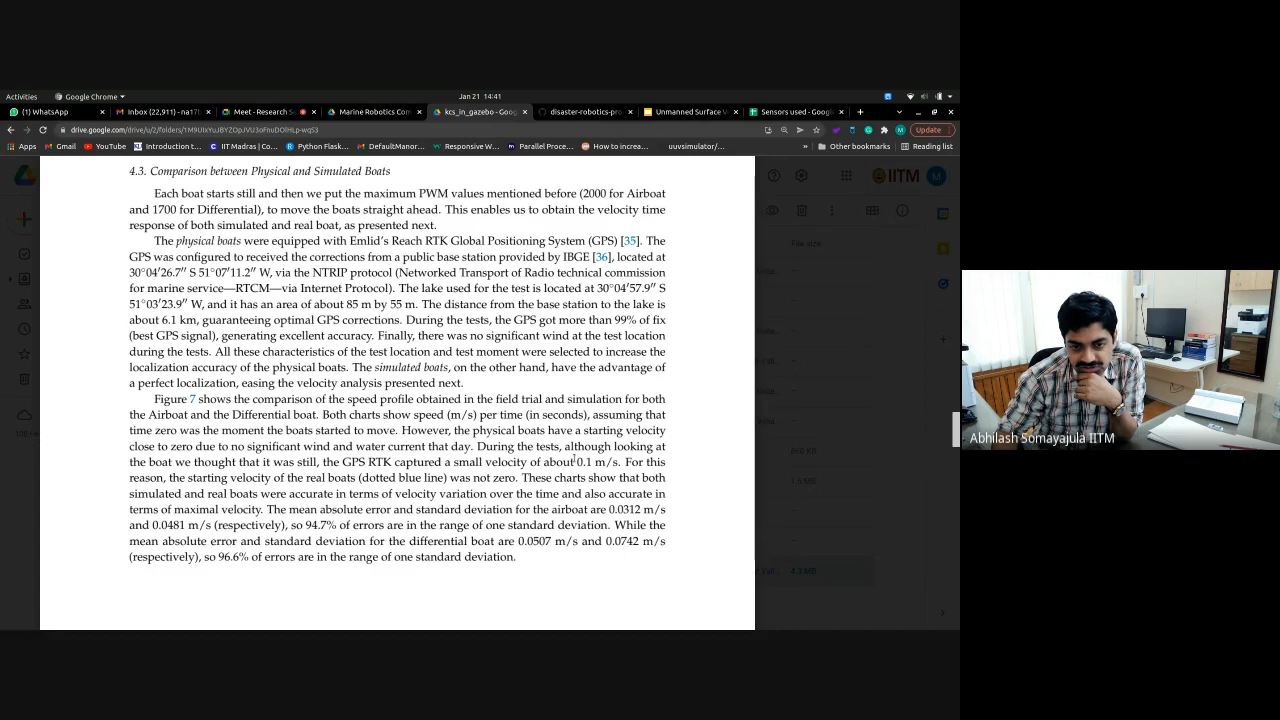 Activities
Google Chrome
Jan 21 14:41
(1) WhatsApp
Inbox (22,911) - na17
Meet - Research S
Marine Robotics Com
kcs_in_gazebo - Goog
disaster-robotics-pro
Unmanned Surface V
Sensors used - Google
Apps
Gmail
YouTube
Introduction t...
IIT Madras | Co...
Python Flask...
DefaultManor...
Responsive W...
Parallel Proce...
How to increa...
uuvsimulator/...
Other bookmarks
Reading list
Update
IITM
File size
4.3. Comparison between Physical and Simulated Boats
Each boat starts still and then we put the maximum PWM values mentioned before (2000 for Airboat
and 1700 for Differential), to move the boats straight ahead. This enables us to obtain the velocity time
response of both simulated and real boat, as presented next.
The physical boats were equipped with Emlid's Reach RTK Global Positioning System (GPS) [35]. The
GPS was configured to received the corrections from a public base station provided by IBGE [36], located at
30°04′26.7″ S 51°07′11.2″ W, via the NTRIP protocol (Networked Transport of Radio technical commission
for marine service—RTCM—via Internet Protocol). The lake used for the test is located at 30°04′57.9″ S
51°03′23.9″ W, and it has an area of about 85 m by 55 m. The distance from the base station to the lake is
about 6.1 km, guaranteeing optimal GPS corrections. During the tests, the GPS got more than 99% of fix
(best GPS signal), generating excellent accuracy. Finally, there was no significant wind at the test location
during the tests. All these characteristics of the test location and test moment were selected to increase the
localization accuracy of the physical boats. The simulated boats, on the other hand, have the advantage of
a perfect localization, easing the velocity analysis presented next.
Figure 7 shows the comparison of the speed profile obtained in the field trial and simulation for both
the Airboat and the Differential boat. Both charts show speed (m/s) per time (in seconds), assuming that
time zero was the moment the boats started to move. However, the physical boats have a starting velocity
close to zero due to no significant wind and water current that day. During the tests, although looking at
the boat we thought that it was still, the GPS RTK captured a small velocity of about 0.1 m/s. For this
reason, the starting velocity of the real boats (dotted blue line) was not zero. These charts show that both
simulated and real boats were accurate in terms of velocity variation over the time and also accurate in
terms of maximal velocity. The mean absolute error and standard deviation for the airboat are 0.0312 m/s
and 0.0481 m/s (respectively), so 94.7% of errors are in the range of one standard deviation. While the
mean absolute error and standard deviation for the differential boat are 0.0507 m/s and 0.0742 m/s
(respectively), so 96.6% of errors are in the range of one standard deviation.
4.3 MB
Abhilash Somayajula IITM